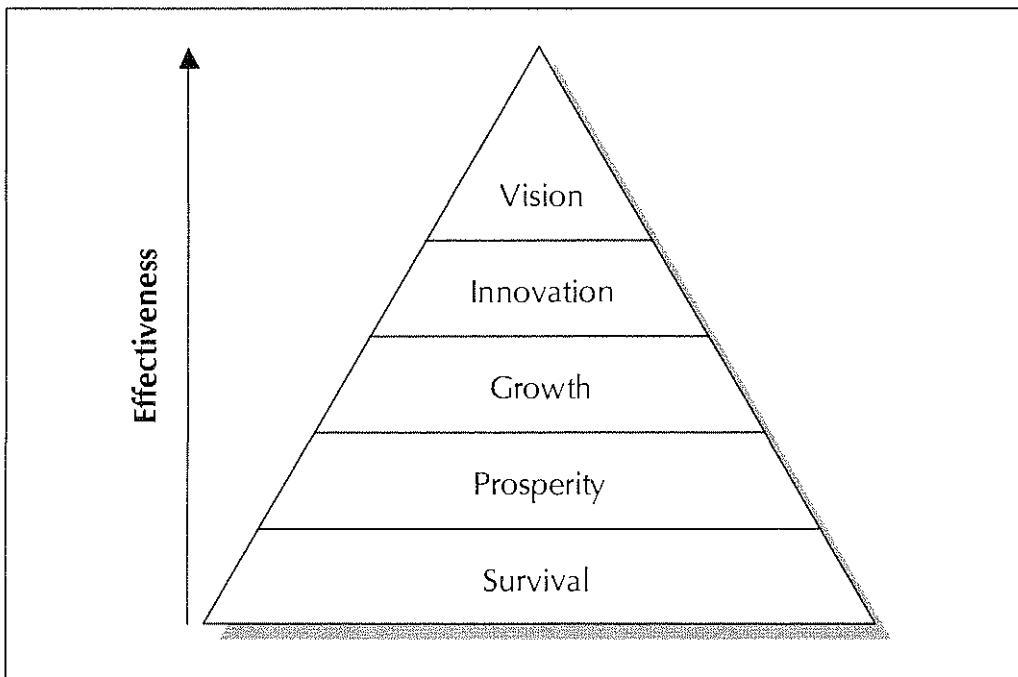 Vision
Innovation
Effectiveness
Growth
Prosperity
Survival